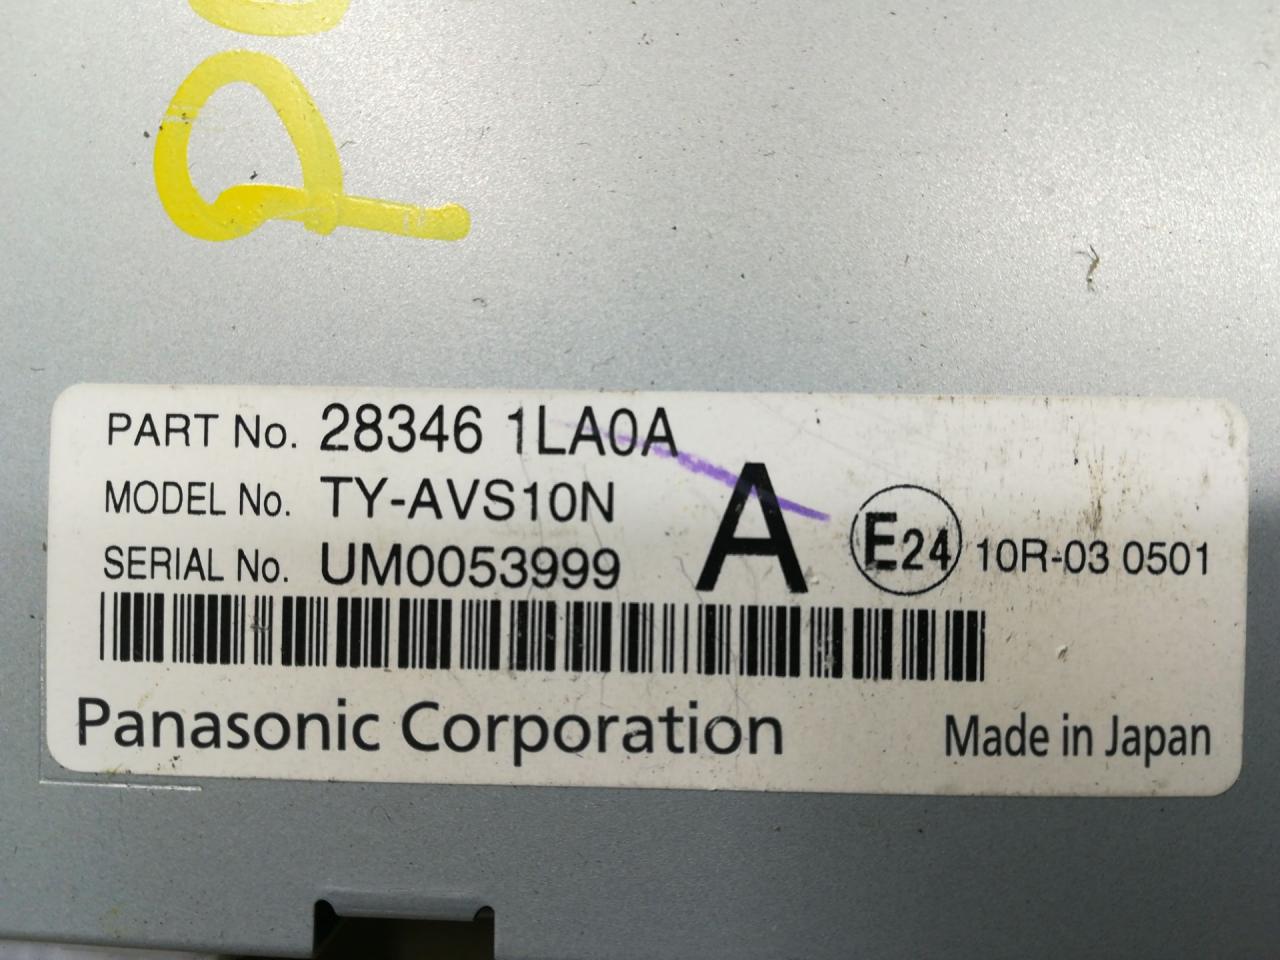 PART No. 28346 1LA0A
MODEL No. TY-AVS10N
SERIAL No. UM0053999
A
E24 10R-03 0501
Panasonic Corporation
Made in Japan